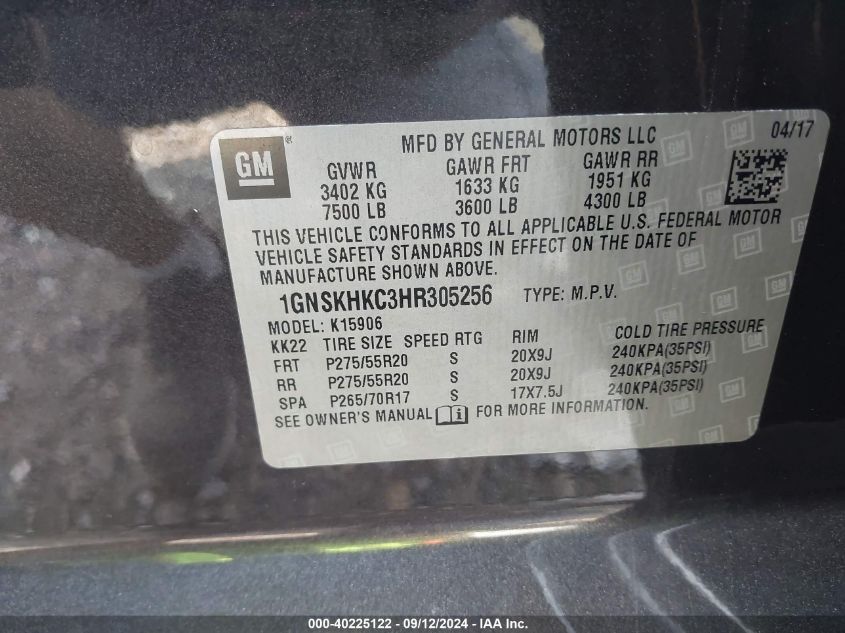 GM
MFD BY GENERAL MOTORS LLC 04/17
GVWR GAWR FRT GAWR RR
3402 KG 1633 KG 1951 KG
7500 LB 3600 LB 4300 LB
THIS VEHICLE CONFORMS TO ALL APPLICABLE U.S. FEDERAL MOTOR
VEHICLE SAFETY STANDARDS IN EFFECT ON THE DATE OF
MANUFACTURE SHOWN ABOVE.
1GNSKHKC3HR305256 TYPE: M.P.V.
MODEL: K15906
KK22 TIRE SIZE SPEED RTG RIM COLD TIRE PRESSURE
FRT P275/55R20 S 20X9J 240KPA(35PSI)
RR P275/55R20 S 20X9J 240KPA(35PSI)
SPA P265/70R17 S 17X7.5J 240KPA(35PSI)
SEE OWNER'S MANUAL FOR MORE INFORMATION.
000-40225122 - 09/12/2024 - IAA Inc.